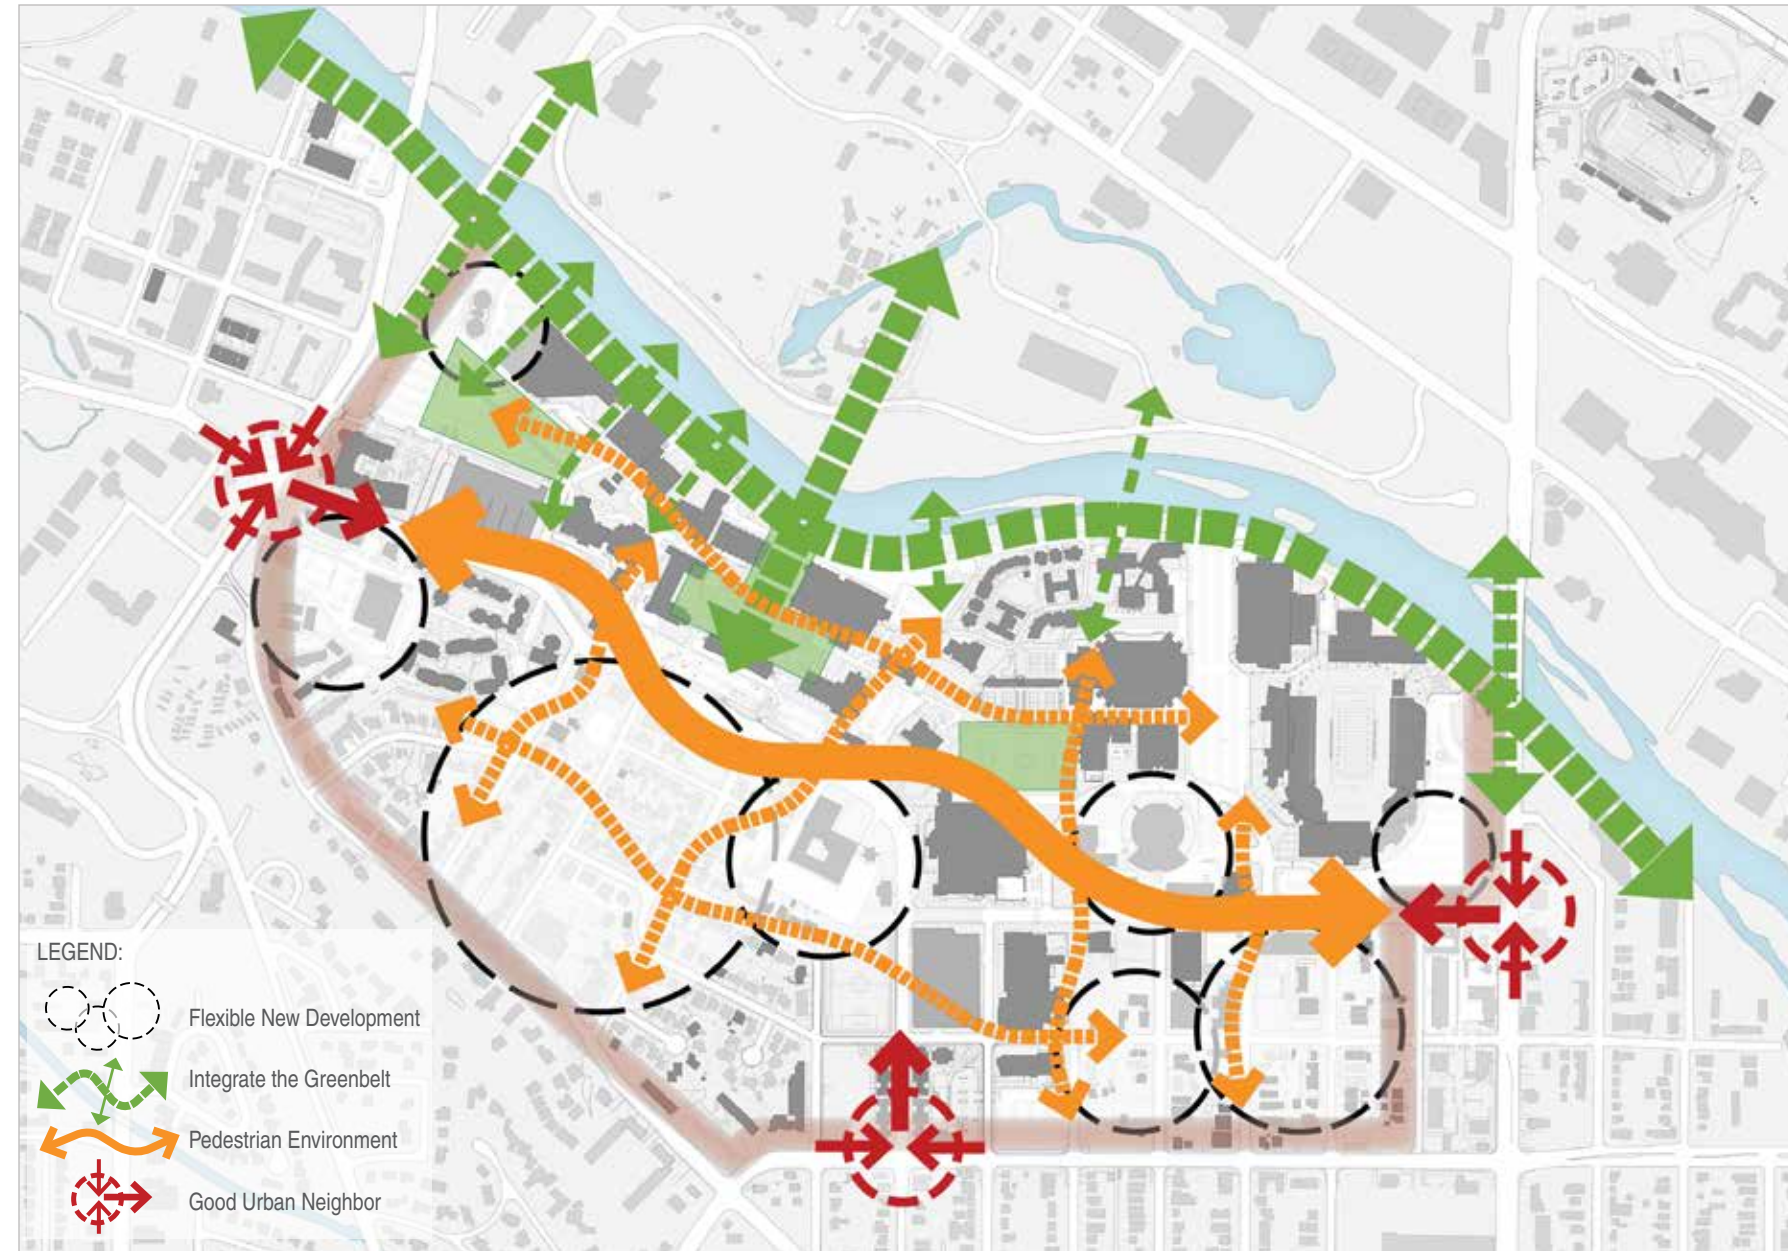 LEGEND:
Flexible New Development
Integrate the Greenbelt
Pedestrian Environment
Good Urban Neighbor